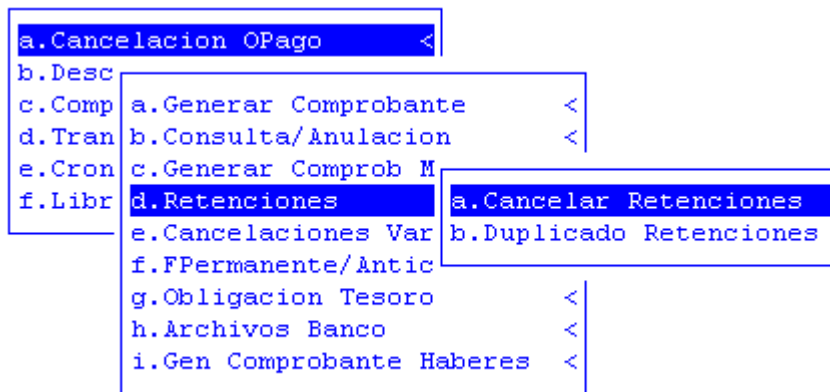 a.Cancelacion OPago <
b.Desc
c.Comp
d.Tran
e.Cron
f.Libr
a.Generar Comprobante <
b.Consulta/Anulacion <
c.Generar Comprob M
d.Retenciones
e.Cancelaciones Var
f.FPermanente/Antic
g.Obligacion Tesoro <
h.Archivos Banco <
i.Gen Comprobante Haberes <
a.Cancelar Retenciones
b.Duplicado Retenciones